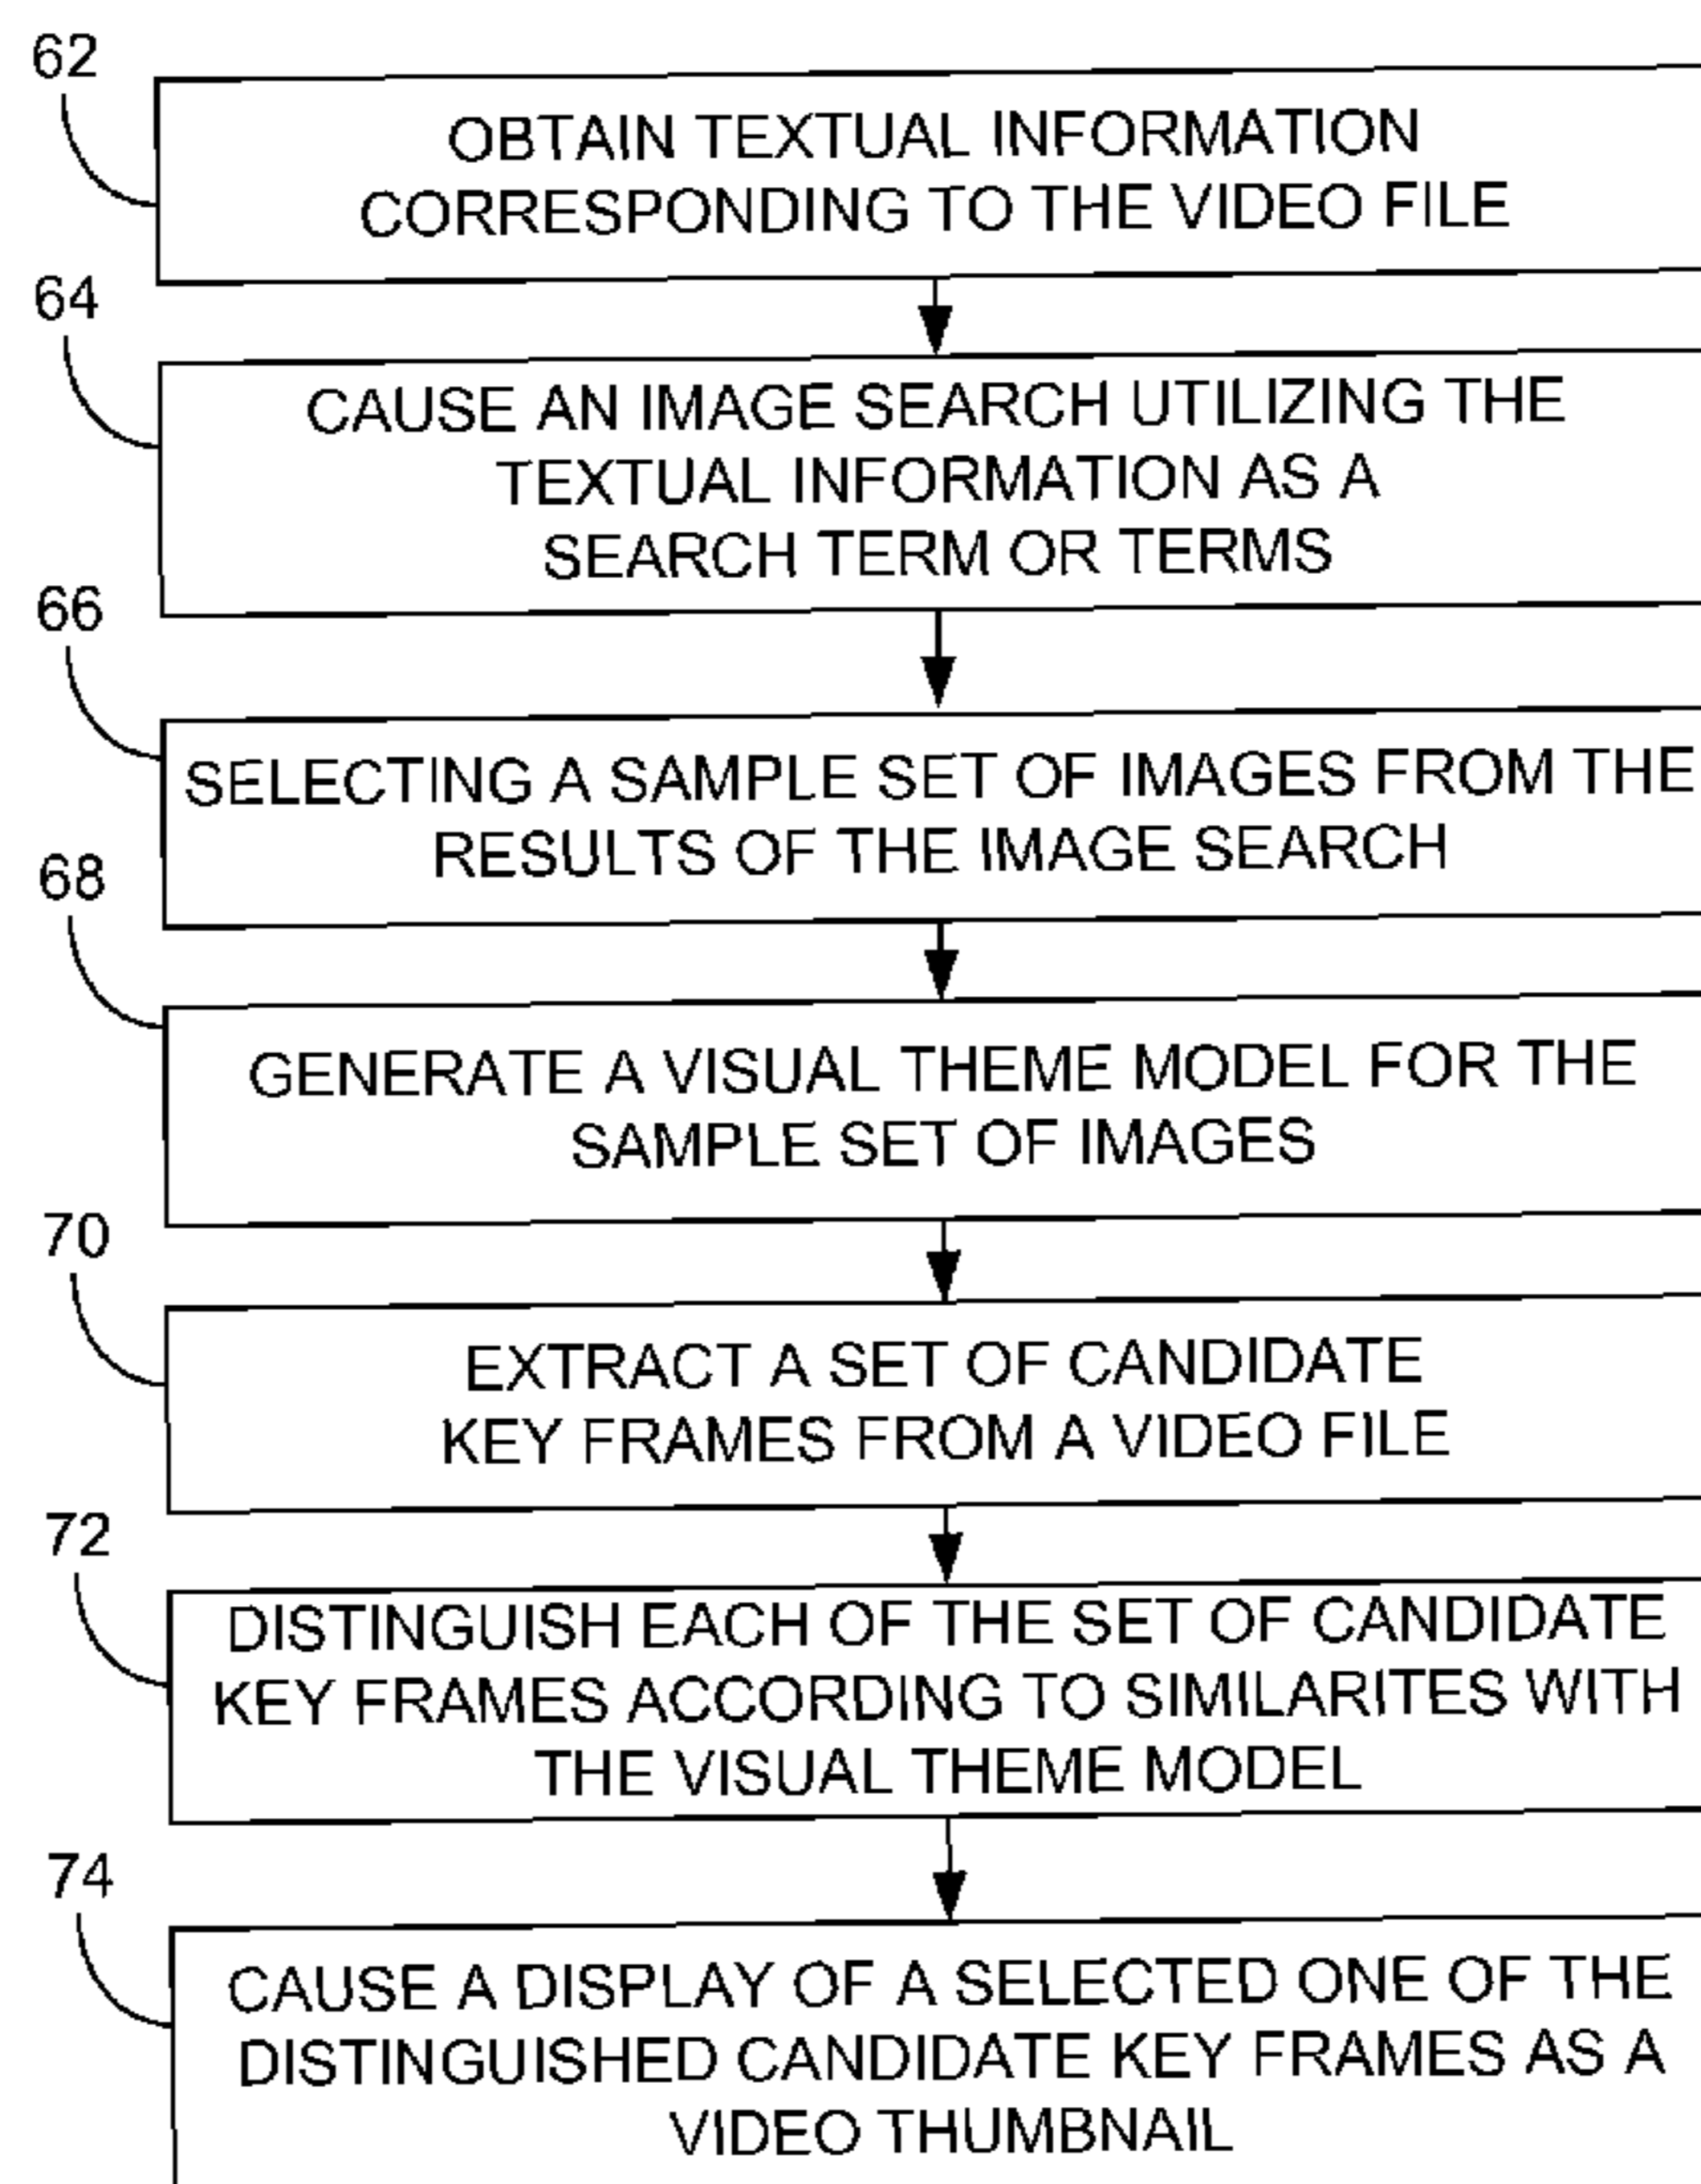 62
OBTAIN TEXTUAL INFORMATION
CORRESPONDING TO THE VIDEO FILE
64
CAUSE AN IMAGE SEARCH UTILIZING THE
TEXTUAL INFORMATION AS A
SEARCH TERM OR TERMS
66
SELECTING A SAMPLE SET OF IMAGES FROM THE
RESULTS OF THE IMAGE SEARCH
68
GENERATE A VISUAL THEME MODEL FOR THE
SAMPLE SET OF IMAGES
70
EXTRACT A SET OF CANDIDATE
KEY FRAMES FROM A VIDEO FILE
72
DISTINGUISH EACH OF THE SET OF CANDIDATE
KEY FRAMES ACCORDING TO SIMILARITES WITH
THE VISUAL THEME MODEL
74
CAUSE A DISPLAY OF A SELECTED ONE OF THE
DISTINGUISHED CANDIDATE KEY FRAMES AS A
VIDEO THUMBNAIL